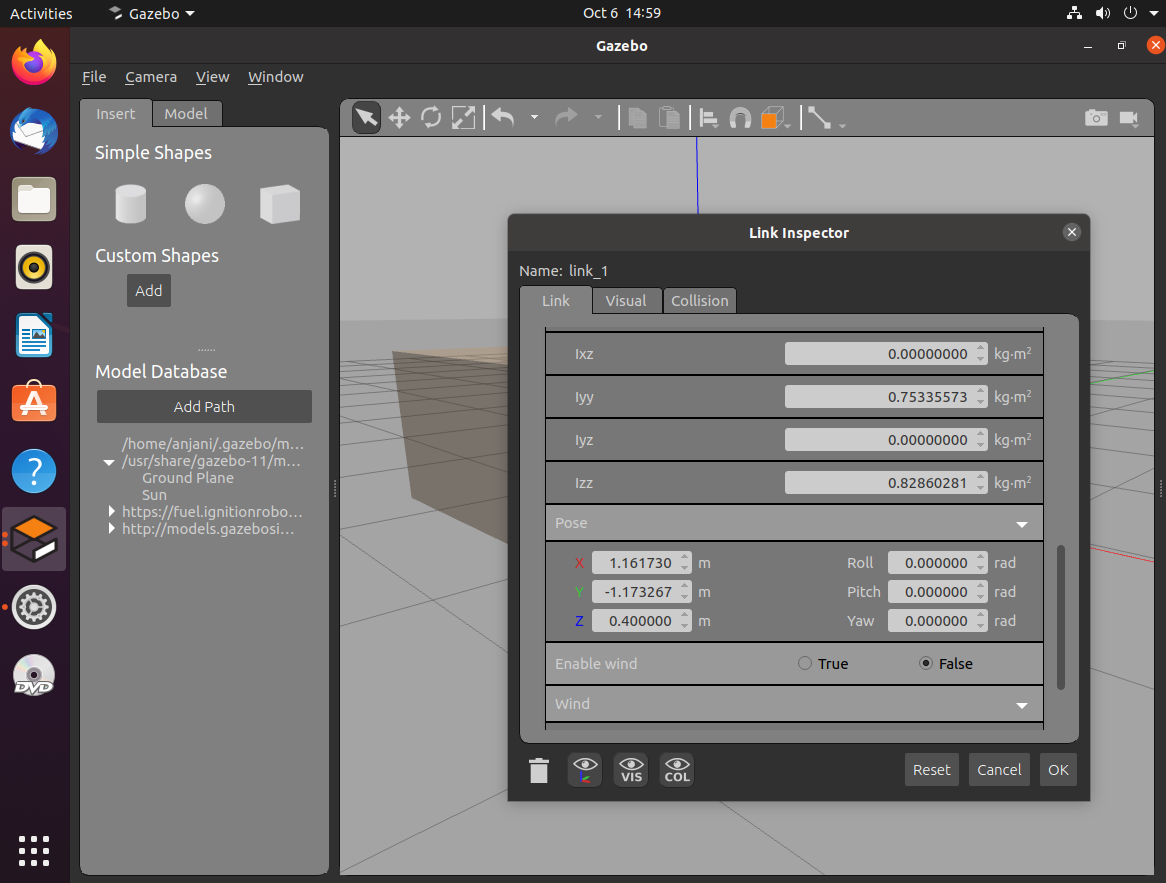 Activities Gazebo Oct 6 14:59
Gazebo
File Camera View Window
Insert Model
Simple Shapes
Custom Shapes
Add
......
Model Database
Add Path
/home/anjani/.gazebo/m...
/usr/share/gazebo-11/m...
Ground Plane
Sun
https://fuel.ignitionrobo...
http://models.gazebosi...
Link Inspector
Name: link_1
Link Visual Collision
Ixz 0.00000000 kg·m²
Iyy 0.75335573 kg·m²
Iyz 0.00000000 kg·m²
Izz 0.82860281 kg·m²
Pose
X 1.161730 m Roll 0.000000 rad
Y -1.173267 m Pitch 0.000000 rad
Z 0.400000 m Yaw 0.000000 rad
Enable wind True False
Wind
VIS COL Reset Cancel OK
DVD